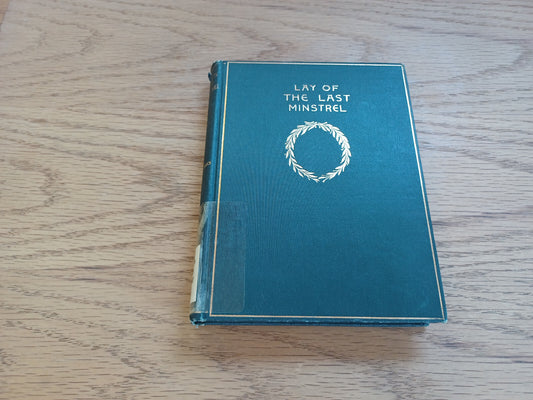 LAY OF
THE LAST
MINSTREL